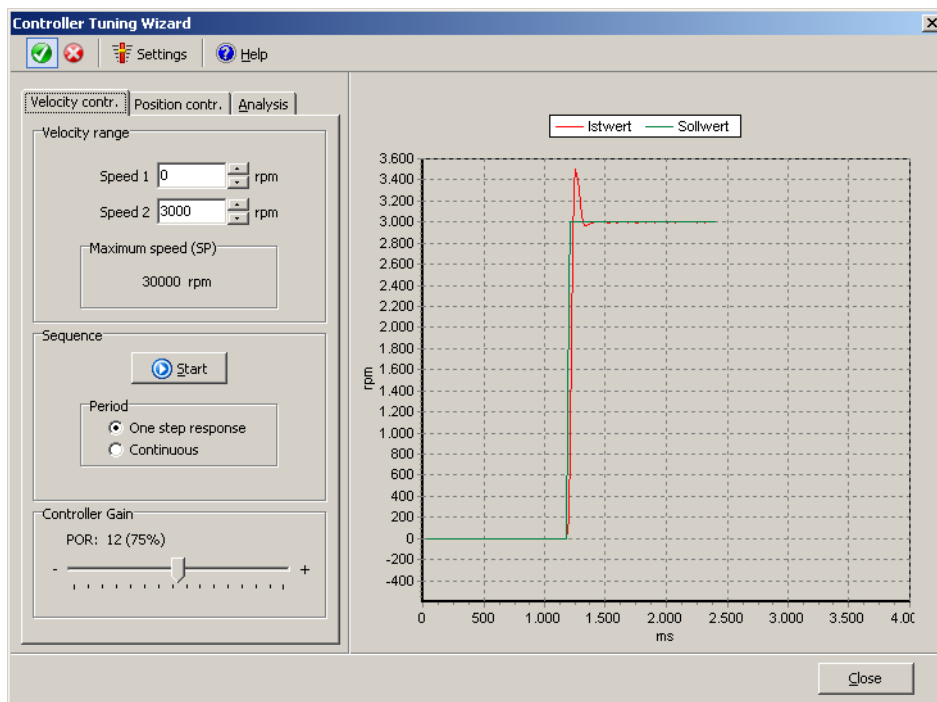 Controller Tuning Wizard
Settings Help
Velocity contr. Position contr. Analysis
Velocity range
Speed 1 0 rpm
Speed 2 3000 rpm
Maximum speed (SP)
30000 rpm
Sequence
Start
Period
One step response
Continuous
Controller Gain
POR: 12 (75%)
- +
Istwert Sollwert
3.600
3.400
3.200
3.000
2.800
2.600
2.400
2.200
2.000
1.800
1.600
1.400
1.200
1.000
800
600
400
200
0
-200
-400
rpm
0 500 1.000 1.500 2.000 2.500 3.000 3.500 4.00
ms
Close